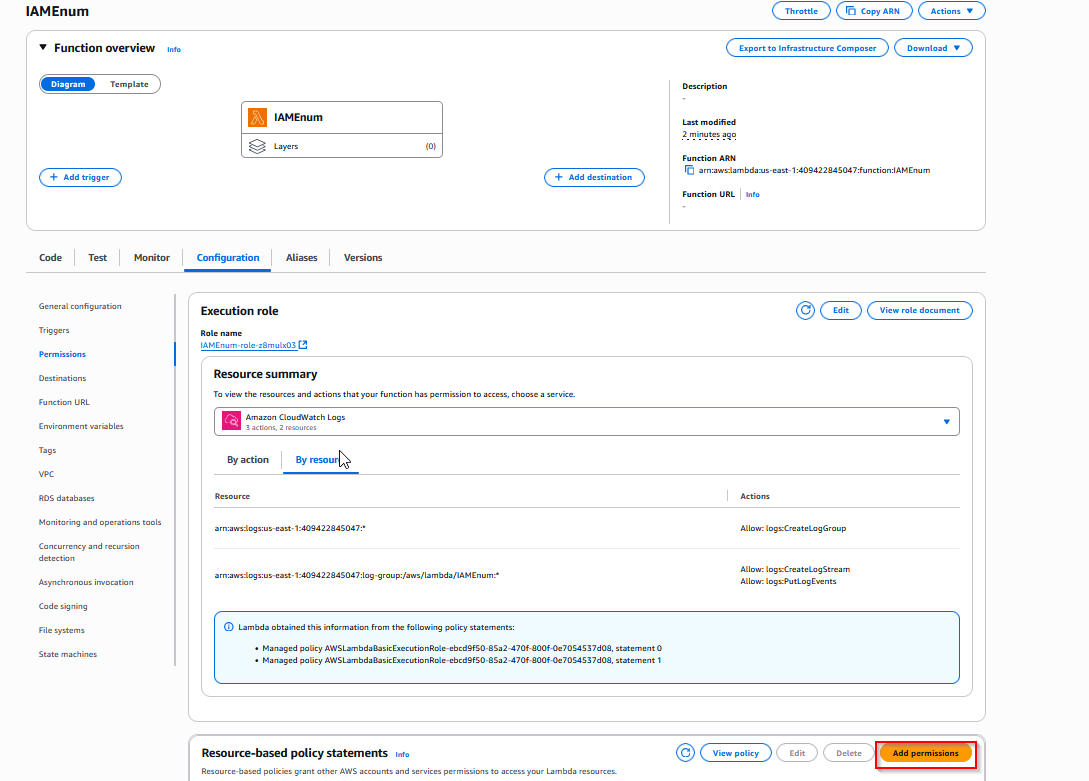 IAMEnum
Throttle
Copy ARN
Actions
Function overview
Info
Export to Infrastructure Composer
Download
Diagram
Template
IAMEnum
Layers
(0)
+ Add trigger
+ Add destination
Description
-
Last modified
2 minutes ago
Function ARN
arn:aws:lambda:us-east-1:409422845047:function:IAMEnum
Function URL
Info
-
Code
Test
Monitor
Configuration
Aliases
Versions
General configuration
Triggers
Permissions
Destinations
Function URL
Environment variables
Tags
VPC
RDS databases
Monitoring and operations tools
Concurrency and recursion
detection
Asynchronous invocation
Code signing
File systems
State machines
Execution role
Edit
View role document
Role name
IAMEnum-role-z8mulx03
Resource summary
To view the resources and actions that your function has permission to access, choose a service.
Amazon CloudWatch Logs
3 actions, 2 resources
By action
By resour
Resource
Actions
arn:aws:logs:us-east-1:409422845047:*
Allow: logs:CreateLogGroup
arn:aws:logs:us-east-1:409422845047:log-group:/aws/lambda/IAMEnum:*
Allow: logs:CreateLogStream
Allow: logs:PutLogEvents
Lambda obtained this information from the following policy statements:
• Managed policy AWSLambdaBasicExecutionRole-ebcd9f50-85a2-470f-800f-0e7054537d08, statement 0
• Managed policy AWSLambdaBasicExecutionRole-ebcd9f50-85a2-470f-800f-0e7054537d08, statement 1
Resource-based policy statements
Info
View policy
Edit
Delete
Add permissions
Resource-based policies grant other AWS accounts and services permissions to access your Lambda resources.